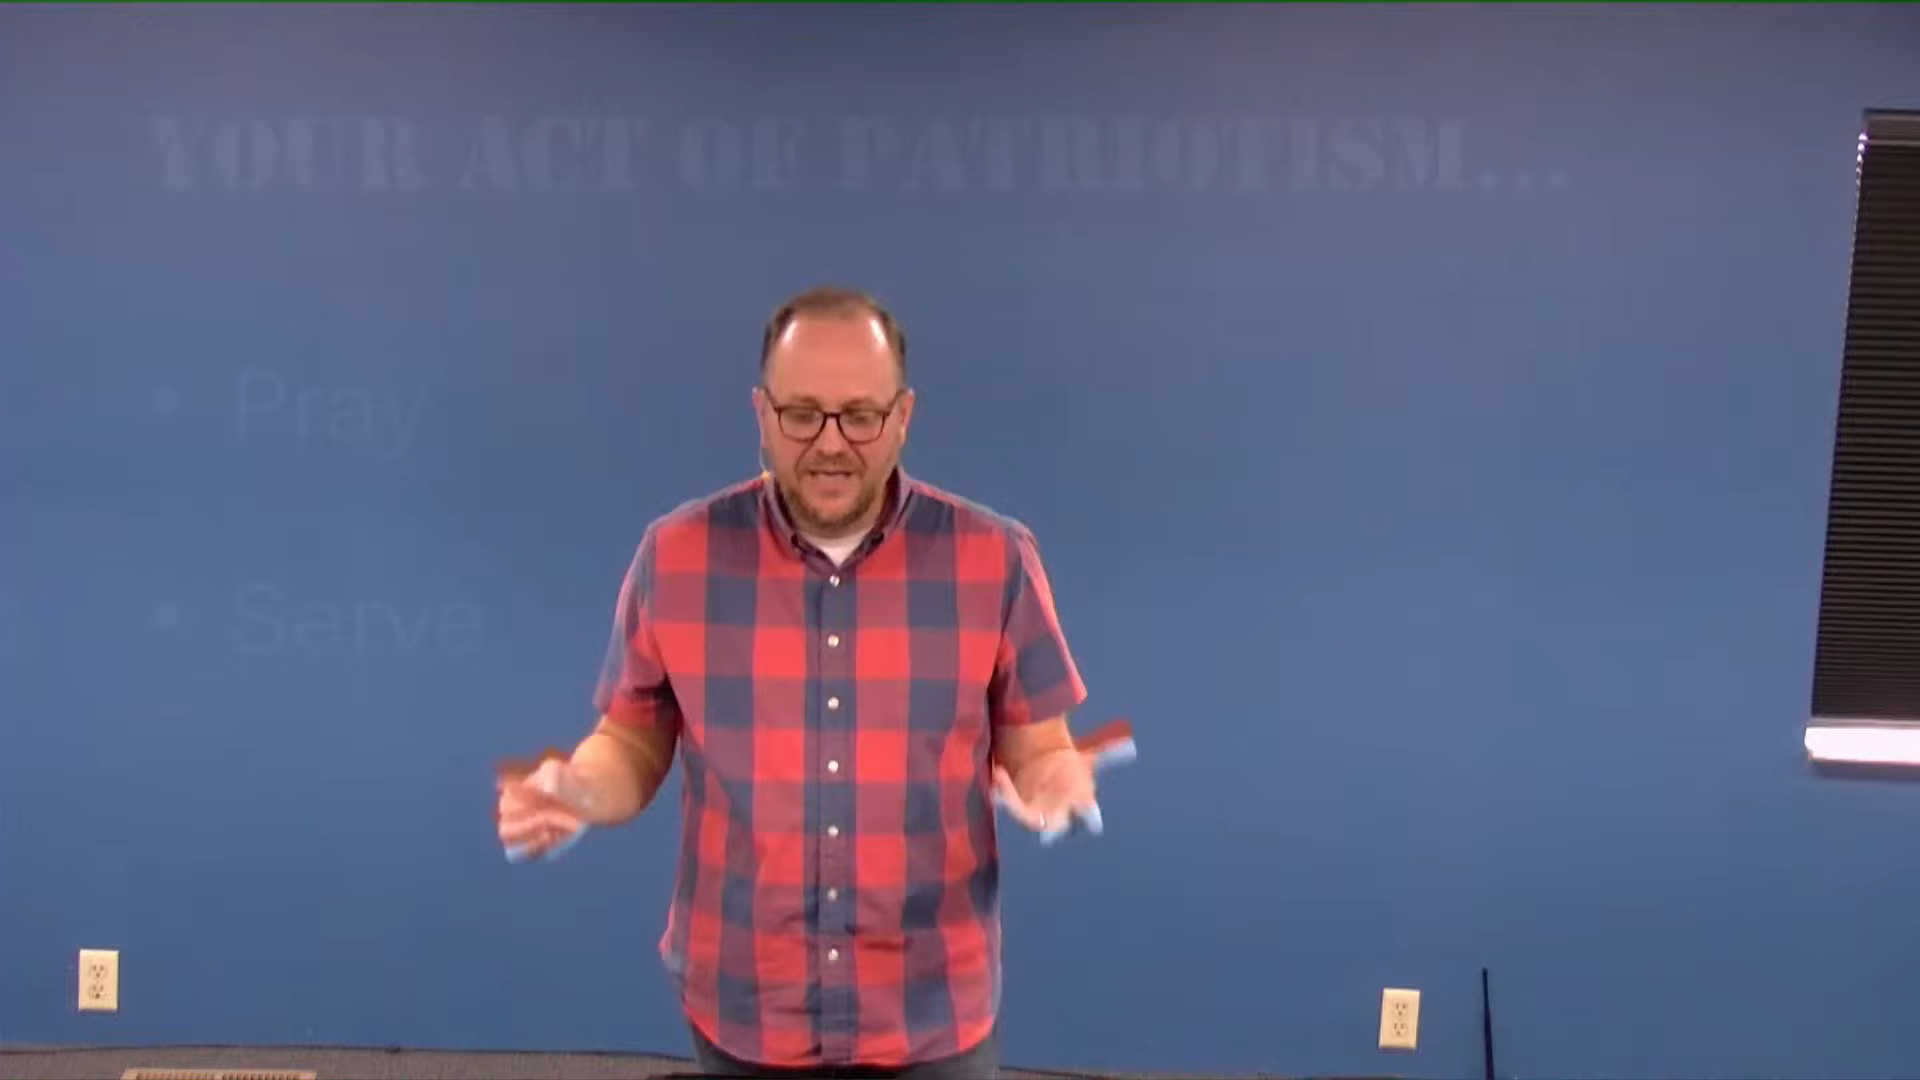 YOUR ACT OF PATRIOTISM...
• Pray
• Serve